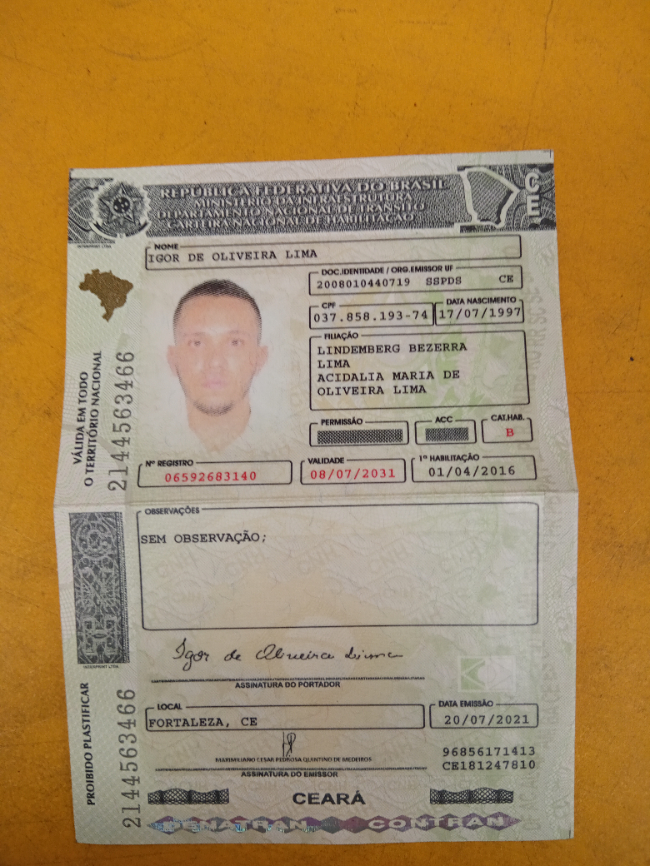 REPÚBLICA FEDERATIVA DO BRASIL
MINISTÉRIO DA INFRAESTRUTURA
DEPARTAMENTO NACIONAL DE TRÂNSITO
CARTEIRA NACIONAL DE HABILITAÇÃO
CE
NOME
IGOR DE OLIVEIRA LIMA
DOC. IDENTIDADE / ORG. EMISSOR UF
2008010440719 SSPDS CE
CPF
037.858.193-74
DATA NASCIMENTO
17/07/1997
FILIAÇÃO
LINDEMBERG BEZERRA
LIMA
ACIDALIA MARIA DE
OLIVEIRA LIMA
PERMISSÃO
ACC
CAT.HAB.
B
Nº REGISTRO
06592683140
VALIDADE
08/07/2031
1ª HABILITAÇÃO
01/04/2016
VÁLIDA EM TODO
O TERRITÓRIO NACIONAL
2144563466
OBSERVAÇÕES
SEM OBSERVAÇÃO;
Igor de Oliveira Lima
ASSINATURA DO PORTADOR
LOCAL
FORTALEZA, CE
DATA EMISSÃO
20/07/2021
MAXIMILIANO CESAR PEDROSA QUINTINO DE MEDEIROS
ASSINATURA DO EMISSOR
96856171413
CE181247810
PROIBIDO PLASTIFICAR
2144563466
CEARÁ
DENATRAN CONTRAN